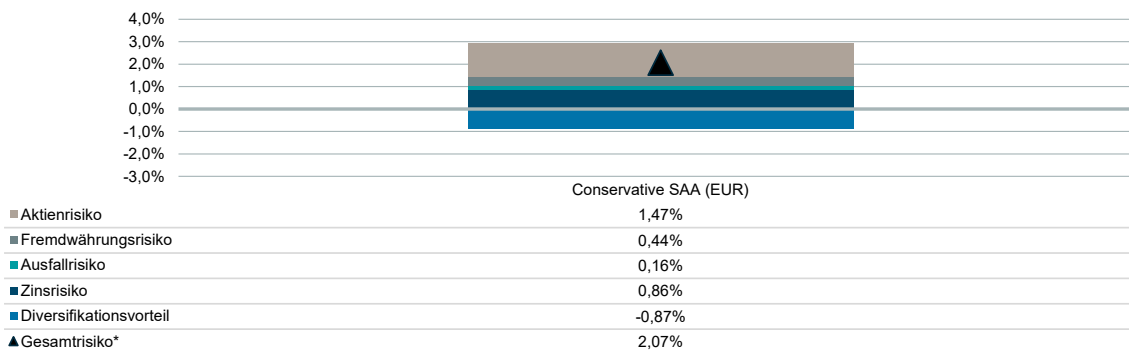 4,0%
3,0%
2,0%
1,0%
0,0%
-1,0%
-2,0%
-3,0%
Conservative SAA (EUR)
Aktienrisiko 1,47%
Fremdwährungsrisiko 0,44%
Ausfallrisiko 0,16%
Zinsrisiko 0,86%
Diversifikationsvorteil -0,87%
Gesamtrisiko* 2,07%